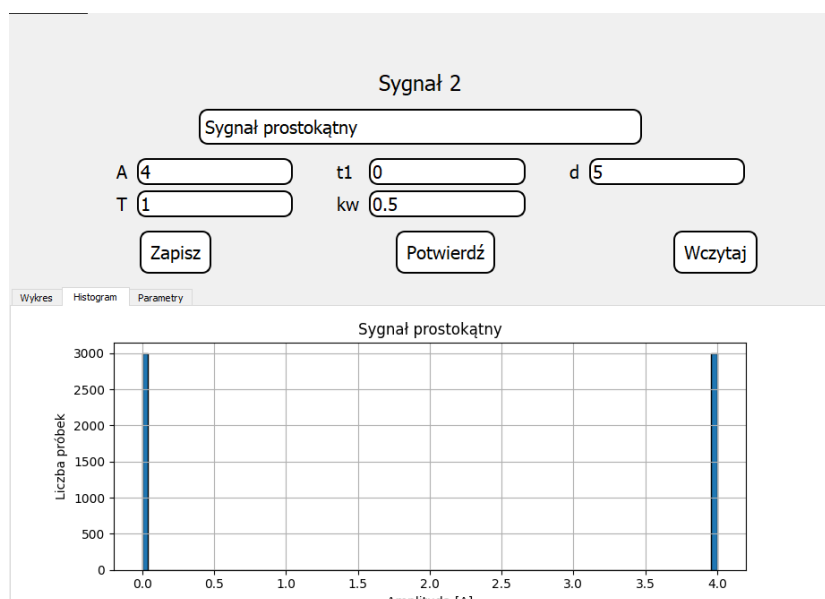 Sygnał 2
Sygnał prostokątny
A 4 t1 0 d 5
T 1 kw 0.5
Zapisz Potwierdź Wczytaj
Wykres Histogram Parametry
Sygnał prostokątny
3000
2500
2000
1500
1000
500
0
Liczba próbek
0.0 0.5 1.0 1.5 2.0 2.5 3.0 3.5 4.0
Amplituda [A]